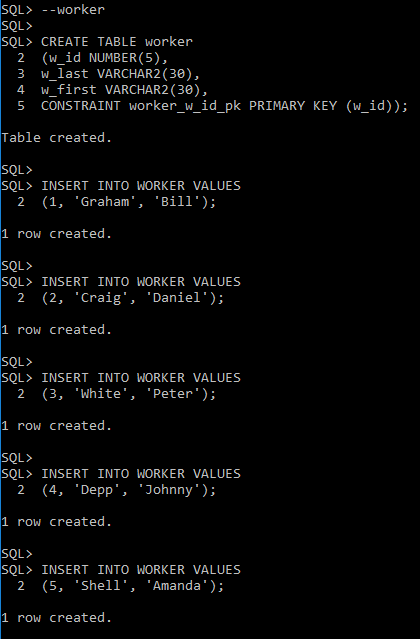 SQL> --worker
SQL>
SQL> CREATE TABLE worker
  2  (w_id NUMBER(5),
  3  w_last VARCHAR2(30),
  4  w_first VARCHAR2(30),
  5  CONSTRAINT worker_w_id_pk PRIMARY KEY (w_id));
Table created.
SQL>
SQL> INSERT INTO WORKER VALUES
  2  (1, 'Graham', 'Bill');
1 row created.
SQL>
SQL> INSERT INTO WORKER VALUES
  2  (2, 'Craig', 'Daniel');
1 row created.
SQL>
SQL> INSERT INTO WORKER VALUES
  2  (3, 'White', 'Peter');
1 row created.
SQL>
SQL> INSERT INTO WORKER VALUES
  2  (4, 'Depp', 'Johnny');
1 row created.
SQL>
SQL> INSERT INTO WORKER VALUES
  2  (5, 'Shell', 'Amanda');
1 row created.